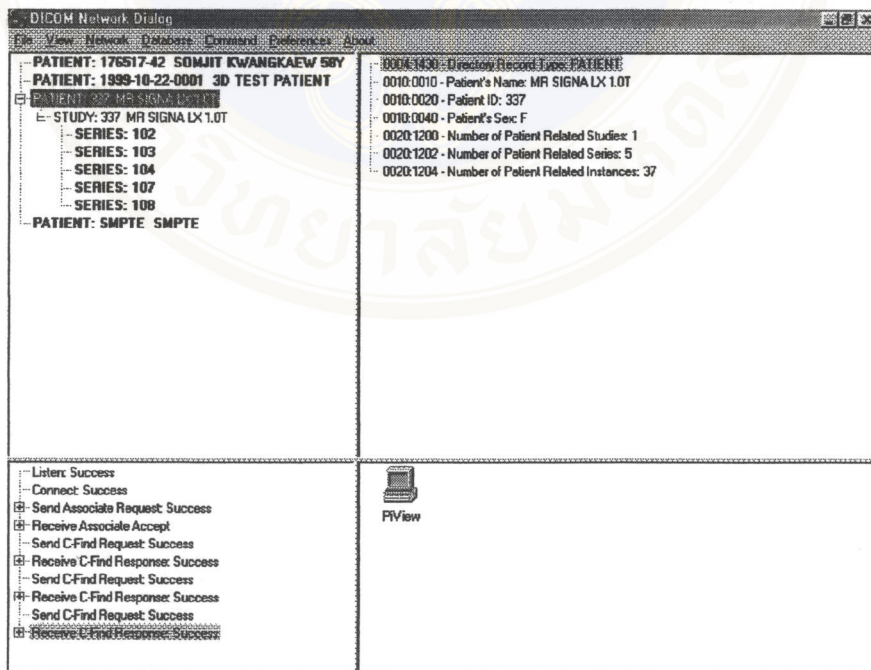 DICOM Network Dialog
File View Network Database Command Preferences About
PATIENT: 176517-42 SOMJIT KWANGKAEW 58Y
PATIENT: 1999-10-22-0001 3D TEST PATIENT
PATIENT: 337 MR SIGNA LX 1.0T
STUDY: 337 MR SIGNA LX 1.0T
SERIES: 102
SERIES: 103
SERIES: 104
SERIES: 107
SERIES: 108
PATIENT: SMPTE SMPTE
0004:1430 - Directory Record Type: PATIENT
0010:0010 - Patient's Name: MR SIGNA LX 1.0T
0010:0020 - Patient ID: 337
0010:0040 - Patient's Sex: F
0020:1200 - Number of Patient Related Studies: 1
0020:1202 - Number of Patient Related Series: 5
0020:1204 - Number of Patient Related Instances: 37
Listen: Success
Connect: Success
Send Associate Request: Success
Receive Associate Accept
Send C-Find Request: Success
Receive C-Find Response: Success
Send C-Find Request: Success
Receive C-Find Response: Success
Send C-Find Request: Success
Receive C-Find Response: Success
PiView